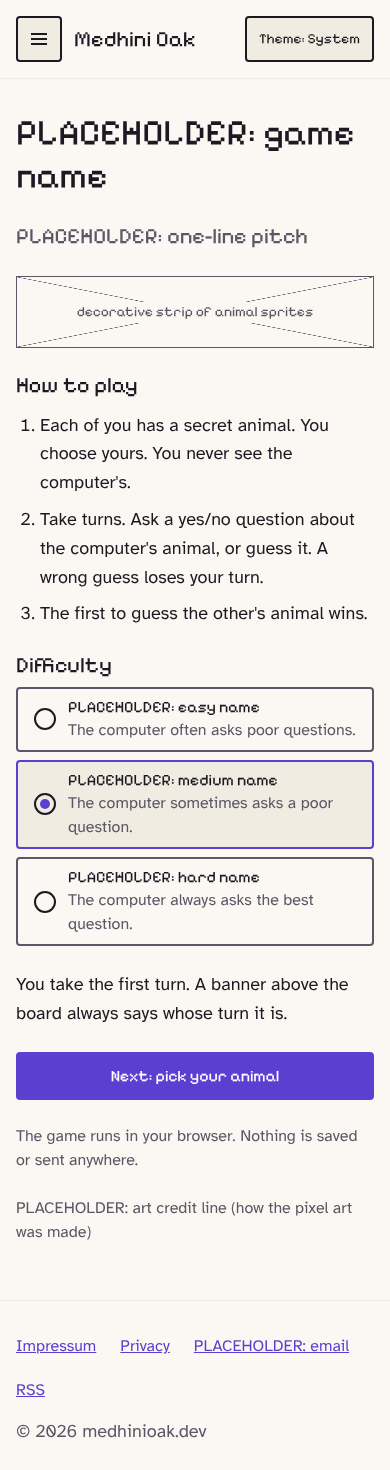 Medhini Oak
Theme: System
PLACEHOLDER: game
name
PLACEHOLDER: one-line pitch
decorative strip of animal sprites
How to play
1. Each of you has a secret animal. You
choose yours. You never see the
computer's.
2. Take turns. Ask a yes/no question about
the computer's animal, or guess it. A
wrong guess loses your turn.
3. The first to guess the other's animal wins.
Difficulty
PLACEHOLDER: easy name
The computer often asks poor questions.
PLACEHOLDER: medium name
The computer sometimes asks a poor
question.
PLACEHOLDER: hard name
The computer always asks the best
question.
You take the first turn. A banner above the
board always says whose turn it is.
Next: pick your animal
The game runs in your browser. Nothing is saved
or sent anywhere.
PLACEHOLDER: art credit line (how the pixel art
was made)
Impressum Privacy PLACEHOLDER: email
RSS
© 2026 medhinioak.dev